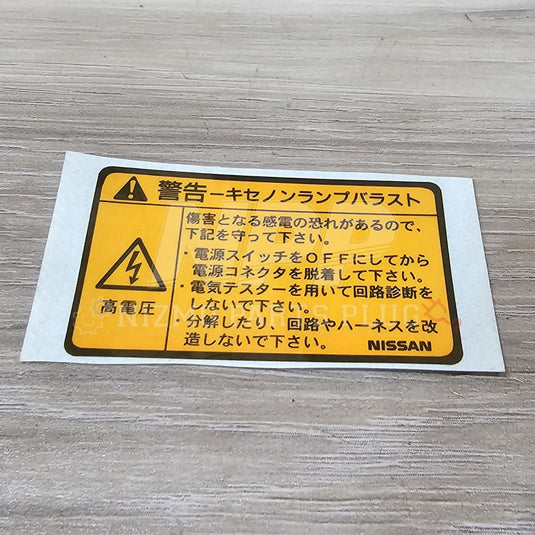 警告－キセノンランプバラスト
高電圧
傷害となる感電の恐れがあるので、
下記を守って下さい。
・電源スイッチをＯＦＦにしてから
電源コネクタを脱着して下さい。
・電気テスターを用いて回路診断を
しないで下さい。
・分解したり、回路やハーネスを改
造しないで下さい。
NISSAN
NIZMO PARTS PLUG